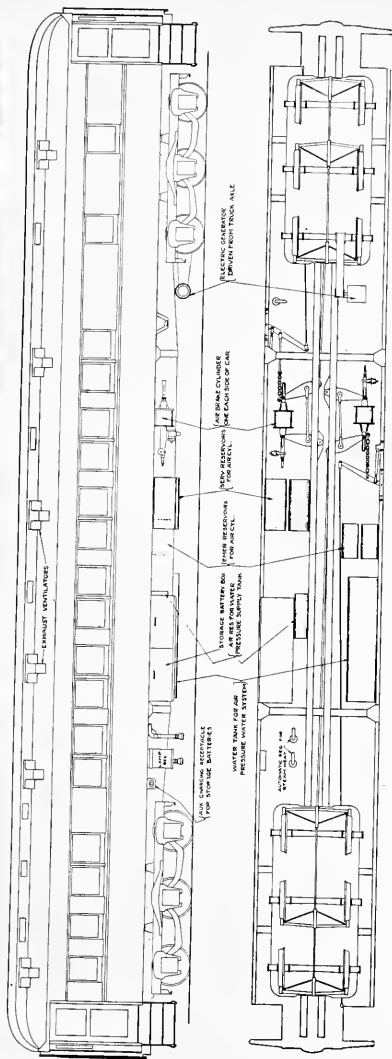 EXHAUST VENTILATORS
AUX CHARGING RECEPTACLE
FOR STORAGE BATTERIES
LAMP
REG
WATER TANK FOR AIR
PRESSURE WATER SYSTEM
STORAGE BATTERY BOX
AIR RES FOR WATER
PRESSURE SUPPLY TANK
EMER RESERVOIRS
FOR AIR CYL.
SERV RESERVOIRS
FOR AIR CYL.
AIR BRAKE CYLINDER
ONE EACH SIDE OF CAR
ELECTRIC GENERATOR
DRIVEN FROM TRUCK AXLE
AUTOMATIC REG FOR
STEAM HEAT